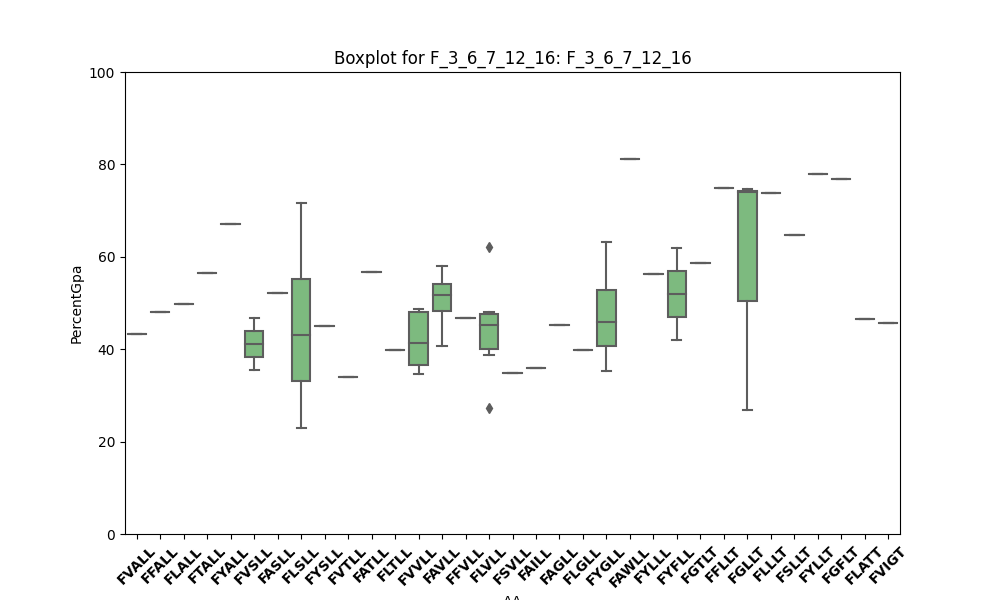 Boxplot for F_3_6_7_12_16: F_3_6_7_12_16
PercentGpa
100
80
60
40
20
0
FVALL
FFALL
FLALL
FTALL
FYALL
FVSLL
FASLL
FLSLL
FYSLL
FVTLL
FATLL
FLTLL
FVVLL
FAVLL
FFVLL
FLVLL
FSVLL
FAILL
FAGLL
FLGLL
FYGLL
FAWLL
FYLLL
FYFLL
FGTLT
FFLLT
FGLLT
FLLLT
FSLLT
FYLLT
FGFLT
FLATT
FVIGT